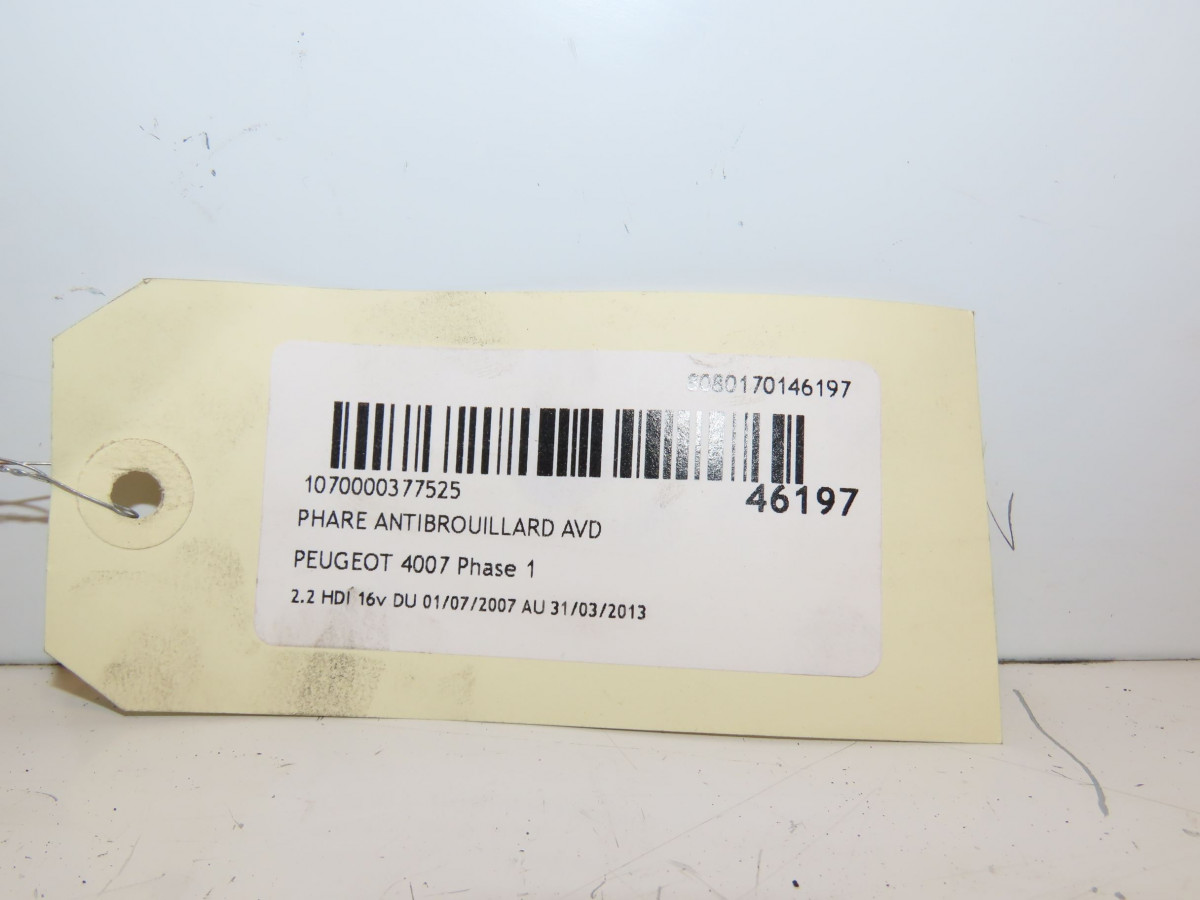 S080170146197
1070000377525
46197
PHARE ANTIBROUILLARD AVD
PEUGEOT 4007 Phase 1
2.2 HDI 16v DU 01/07/2007 AU 31/03/2013